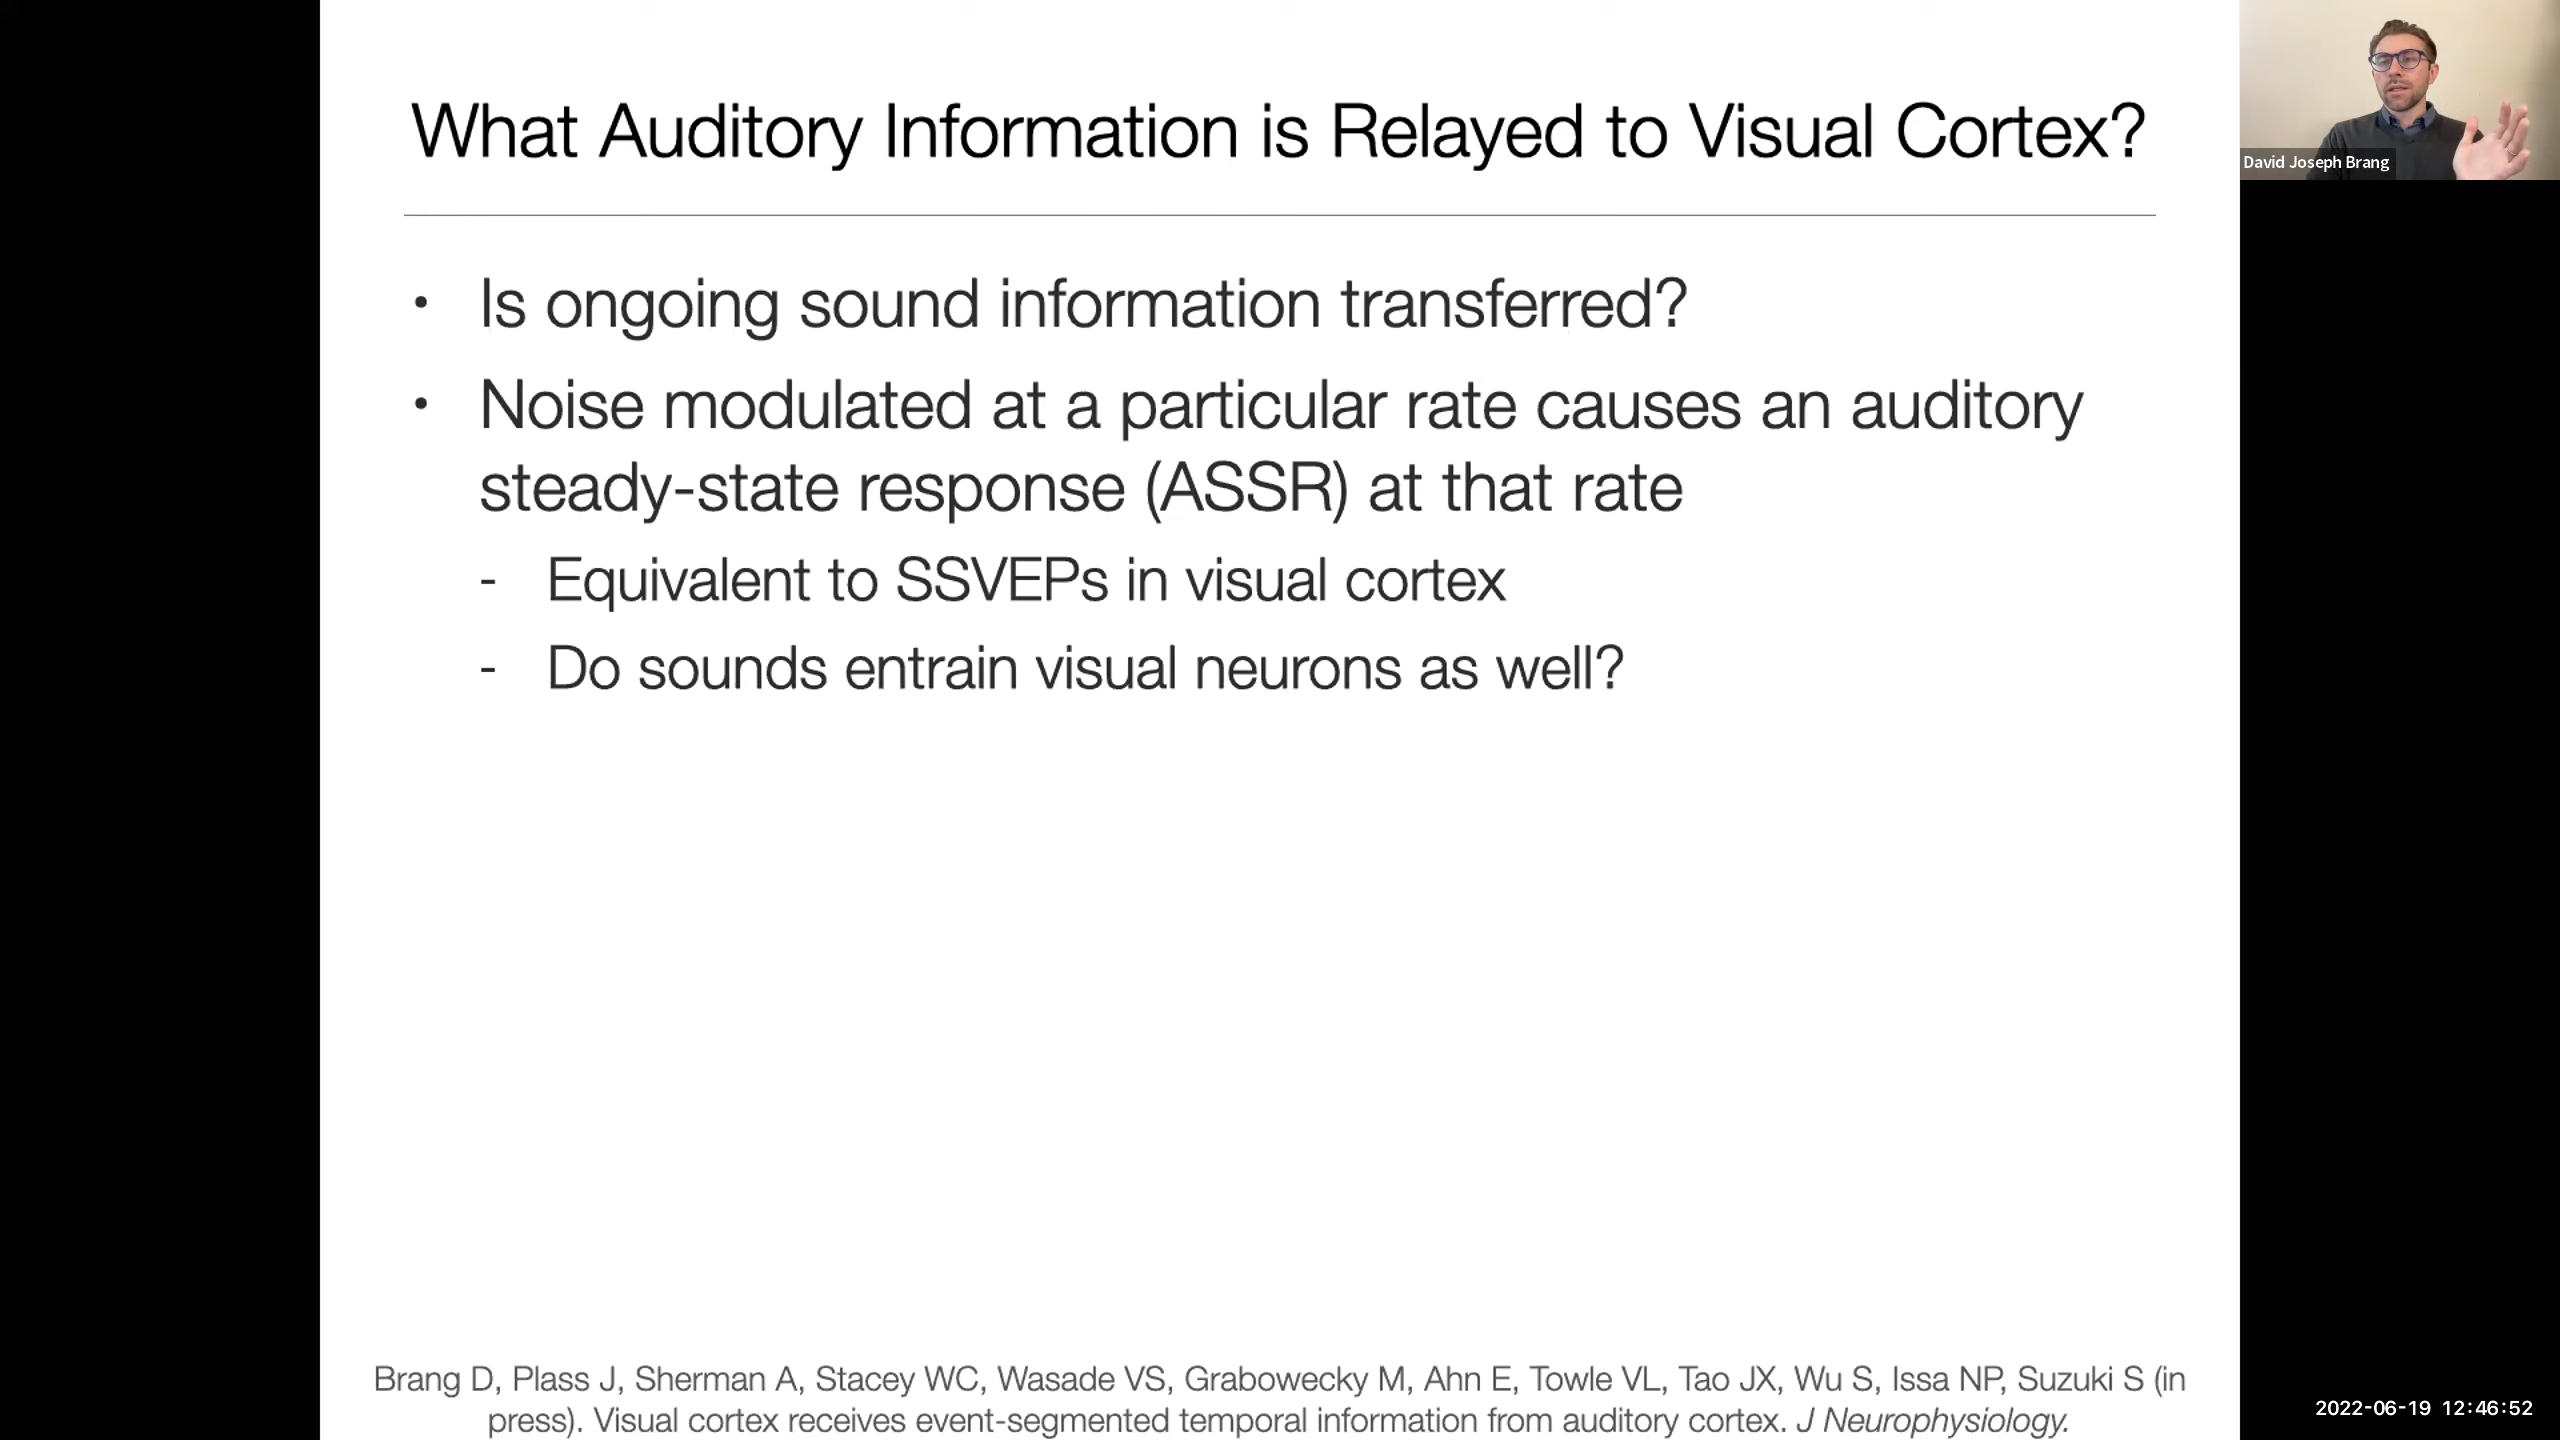 What Auditory Information is Relayed to Visual Cortex?
David Joseph Brang
• Is ongoing sound information transferred?
• Noise modulated at a particular rate causes an auditory
steady-state response (ASSR) at that rate
- Equivalent to SSVEPs in visual cortex
- Do sounds entrain visual neurons as well?
Brang D, Plass J, Sherman A, Stacey WC, Wasade VS, Grabowecky M, Ahn E, Towle VL, Tao JX, Wu S, Issa NP, Suzuki S (in
press). Visual cortex receives event-segmented temporal information from auditory cortex. J Neurophysiology.
2022-06-19 12:46:52